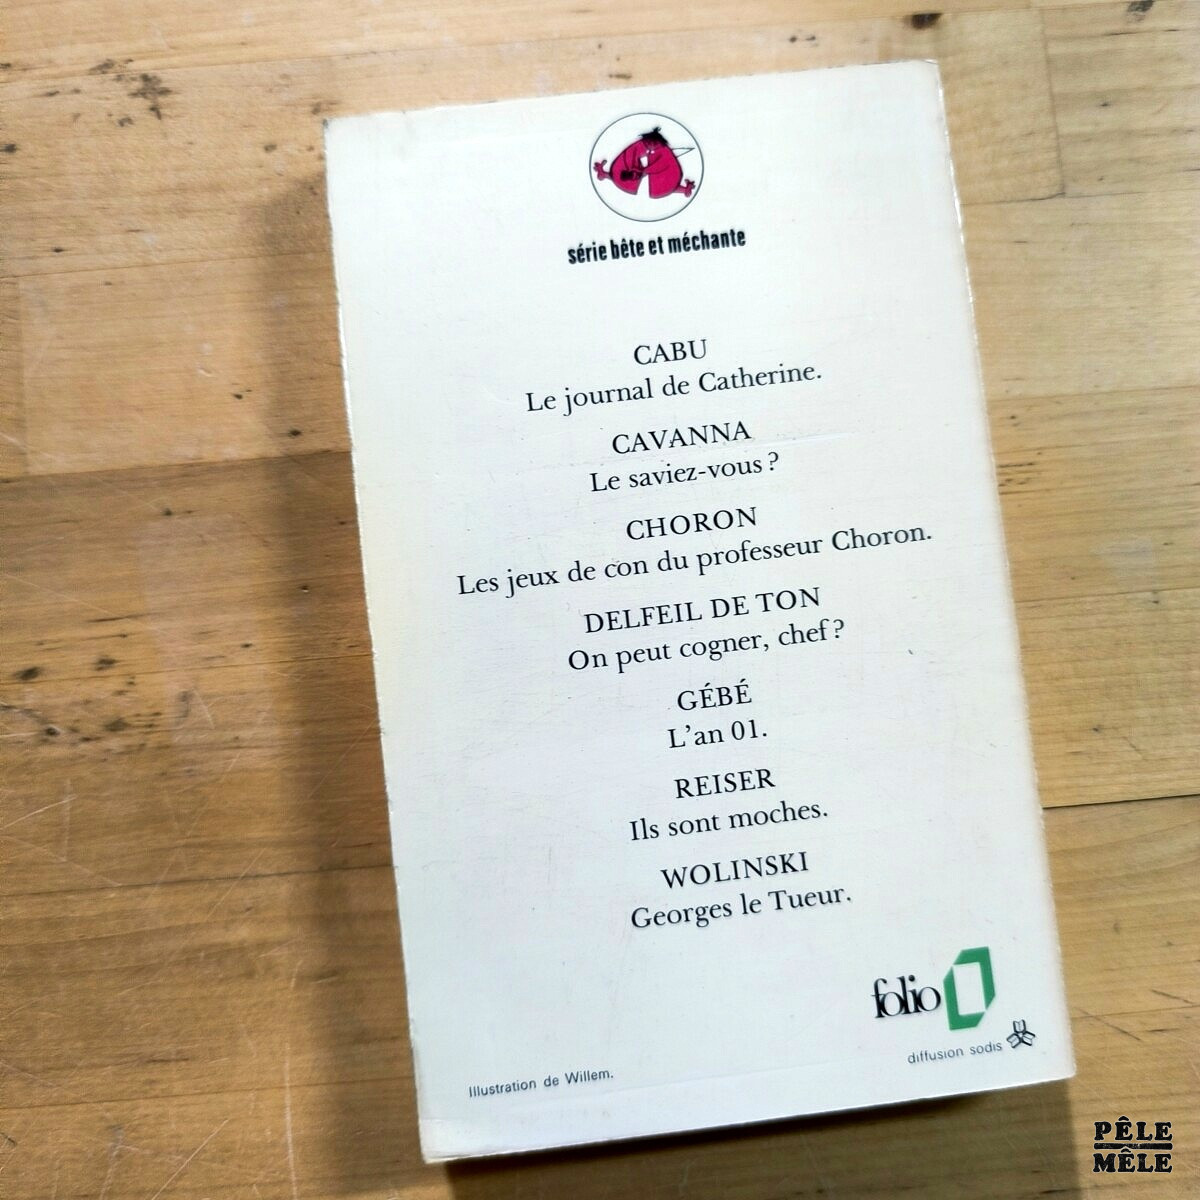 série bête et méchante
CABU
Le journal de Catherine.
CAVANNA
Le saviez-vous ?
CHORON
Les jeux de con du professeur Choron.
DELFEIL DE TON
On peut cogner, chef ?
GÉBÉ
L'an 01.
REISER
Ils sont moches.
WOLINSKI
Georges le Tueur.
folio
diffusion sodis
Illustration de Willem.
PÊLE
MÊLE